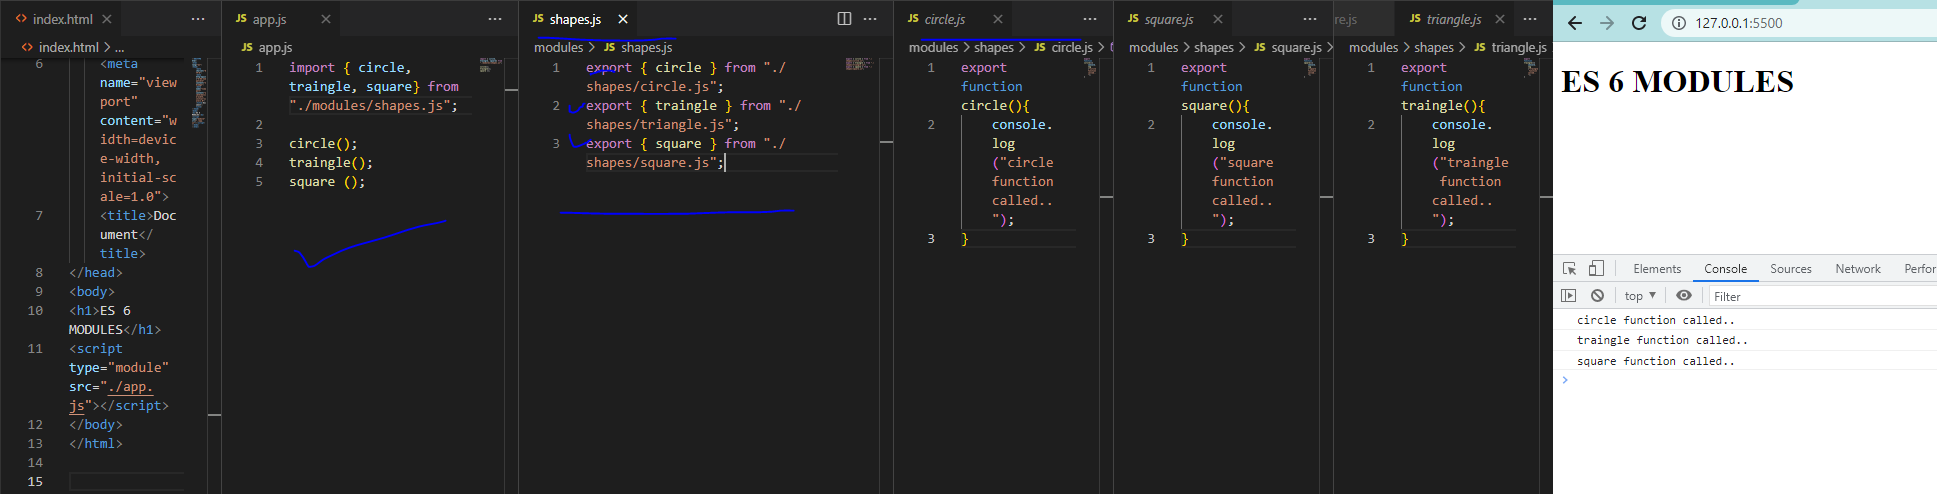 index.html
index.html > ...
6 <meta
name="view
port"
content="w
idth=devic
e-width,
initial-sc
ale=1.0">
7 <title>Doc
ument</
title>
8 </head>
9 <body>
10 <h1>ES 6
MODULES</h1>
11 <script
type="module"
src="./app.
js"></script>
12 </body>
13 </html>
14
15
JS app.js
JS app.js
1 import { circle,
traingle, square} from
"./modules/shapes.js";
2
3 circle();
4 traingle();
5 square ();
JS shapes.js
modules > JS shapes.js
1 export { circle } from "./
shapes/circle.js";
2 export { traingle } from "./
shapes/triangle.js";
3 export { square } from "./
shapes/square.js";
JS circle.js
modules > shapes > JS circle.js >
1 export
function
circle(){
2 console.
log
("circle
function
called..
");
3 }
JS square.js
modules > shapes > JS square.js >
1 export
function
square(){
2 console.
log
("square
function
called..
");
3 }
re.js
JS triangle.js
modules > shapes > JS triangle.js
1 export
function
traingle(){
2 console.
log
("traingle
function
called..
");
3 }
127.0.0.1:5500
ES 6 MODULES
Elements Console Sources Network Perfor
top Filter
circle function called..
traingle function called..
square function called..